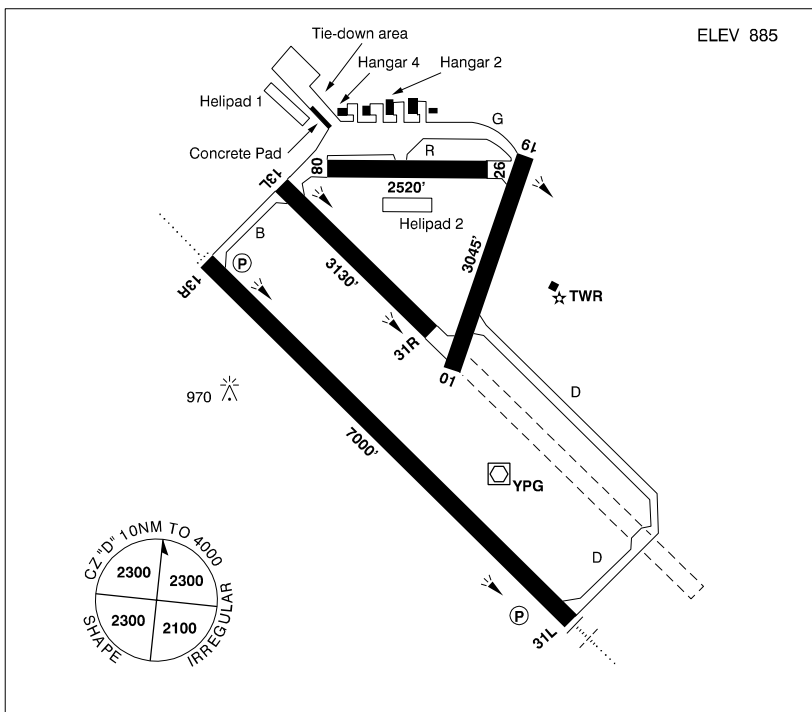 ELEV 885
Tie-down area
Hangar 4
Hangar 2
Helipad 1
Concrete Pad
G
R
08
26
19
2520'
13L
Helipad 2
B
P
13R
3130'
3045'
TWR
31R
01
970
D
7000'
YPG
D
P
31L
CZ "D" 10NM TO 4000
2300
2300
2300
2100
IRREGULAR
SHAPE